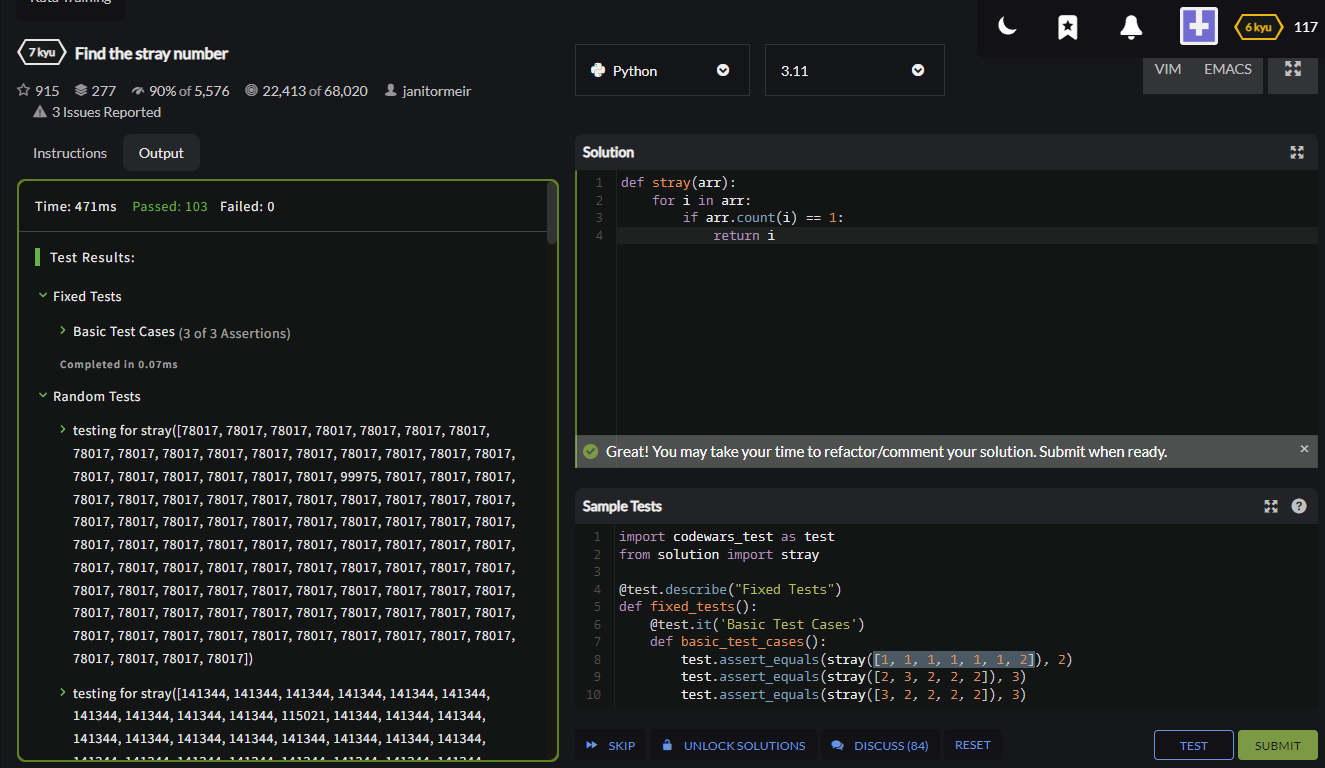 Kata Training
7 kyu Find the stray number
915 277 90% of 5,576 22,413 of 68,020 janitormeir
3 Issues Reported
6 kyu 117
Python 3.11 VIM EMACS
Instructions Output
Time: 471ms Passed: 103 Failed: 0
Test Results:
Fixed Tests
Basic Test Cases (3 of 3 Assertions)
Completed in 0.07ms
Random Tests
testing for stray([78017, 78017, 78017, 78017, 78017, 78017, 78017,
78017, 78017, 78017, 78017, 78017, 78017, 78017, 78017, 78017, 78017,
78017, 78017, 78017, 78017, 78017, 78017, 99975, 78017, 78017, 78017,
78017, 78017, 78017, 78017, 78017, 78017, 78017, 78017, 78017, 78017,
78017, 78017, 78017, 78017, 78017, 78017, 78017, 78017, 78017, 78017,
78017, 78017, 78017, 78017, 78017, 78017, 78017, 78017, 78017, 78017,
78017, 78017, 78017, 78017, 78017, 78017, 78017, 78017, 78017, 78017,
78017, 78017, 78017, 78017, 78017, 78017, 78017, 78017, 78017, 78017,
78017, 78017, 78017, 78017, 78017, 78017, 78017, 78017, 78017, 78017,
78017, 78017, 78017, 78017, 78017, 78017, 78017, 78017, 78017, 78017,
78017, 78017, 78017, 78017])
testing for stray([141344, 141344, 141344, 141344, 141344, 141344,
141344, 141344, 141344, 141344, 115021, 141344, 141344, 141344,
141344, 141344, 141344, 141344, 141344, 141344, 141344, 141344,
141344, 141344, 141344, 141344, 141344, 141344, 141344, 141344,
Solution
1 def stray(arr):
2 for i in arr:
3 if arr.count(i) == 1:
4 return i
Great! You may take your time to refactor/comment your solution. Submit when ready.
Sample Tests
1 import codewars_test as test
2 from solution import stray
3
4 @test.describe("Fixed Tests")
5 def fixed_tests():
6 @test.it('Basic Test Cases')
7 def basic_test_cases():
8 test.assert_equals(stray([1, 1, 1, 1, 1, 1, 2]), 2)
9 test.assert_equals(stray([2, 3, 2, 2, 2]), 3)
10 test.assert_equals(stray([3, 2, 2, 2, 2]), 3)
SKIP UNLOCK SOLUTIONS DISCUSS (84) RESET TEST SUBMIT